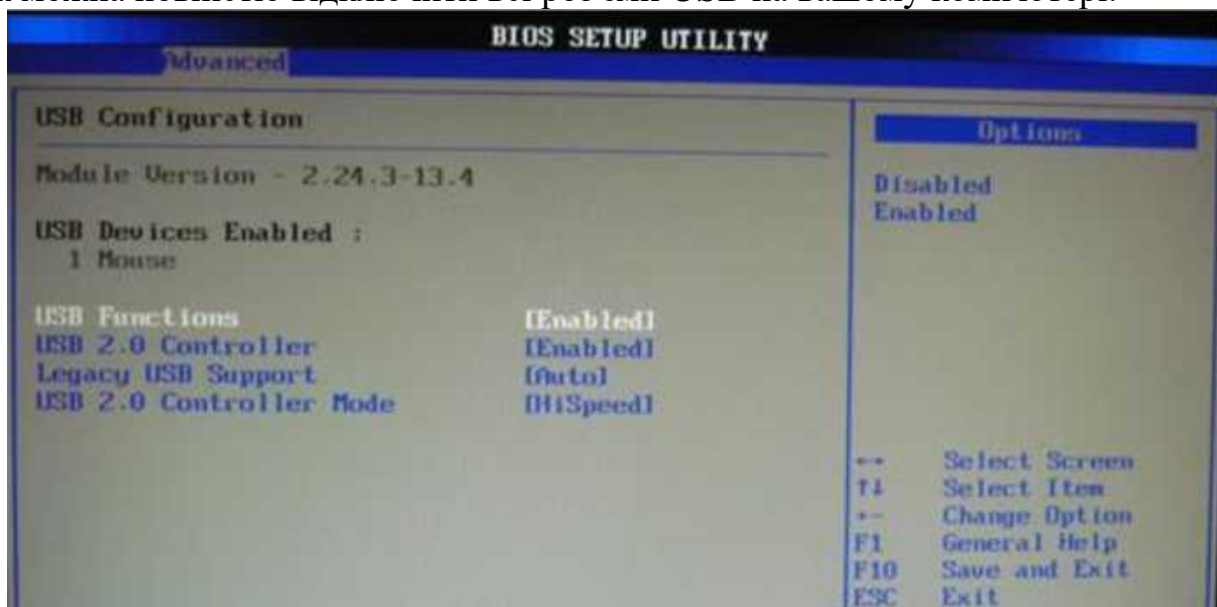 BIOS SETUP UTILITY
Advanced
USB Configuration
Module Version - 2.24.3-13.4
USB Devices Enabled :
1 Mouse
USB Functions [Enabled]
USB 2.0 Controller [Enabled]
Legacy USB Support [Auto]
USB 2.0 Controller Mode [HiSpeed]
Options
Disabled
Enabled
←→ Select Screen
↑↓ Select Item
+- Change Option
F1 General Help
F10 Save and Exit
ESC Exit